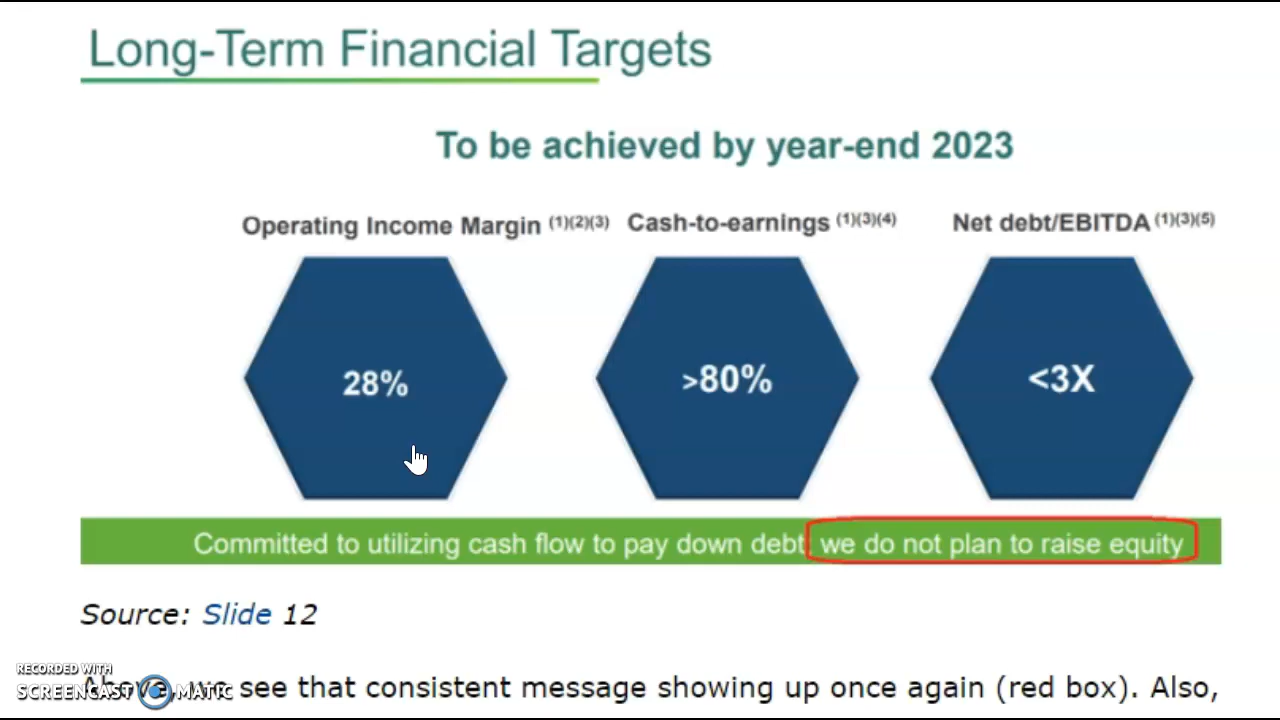 Long-Term Financial Targets
To be achieved by year-end 2023
Operating Income Margin (1)(2)(3) Cash-to-earnings (1)(3)(4) Net debt/EBITDA (1)(3)(5)
28% >80% <3X
Committed to utilizing cash flow to pay down debt we do not plan to raise equity
Source: Slide 12
RECORDED WITH
SCREENCAST MATIC
see that consistent message showing up once again (red box). Also,